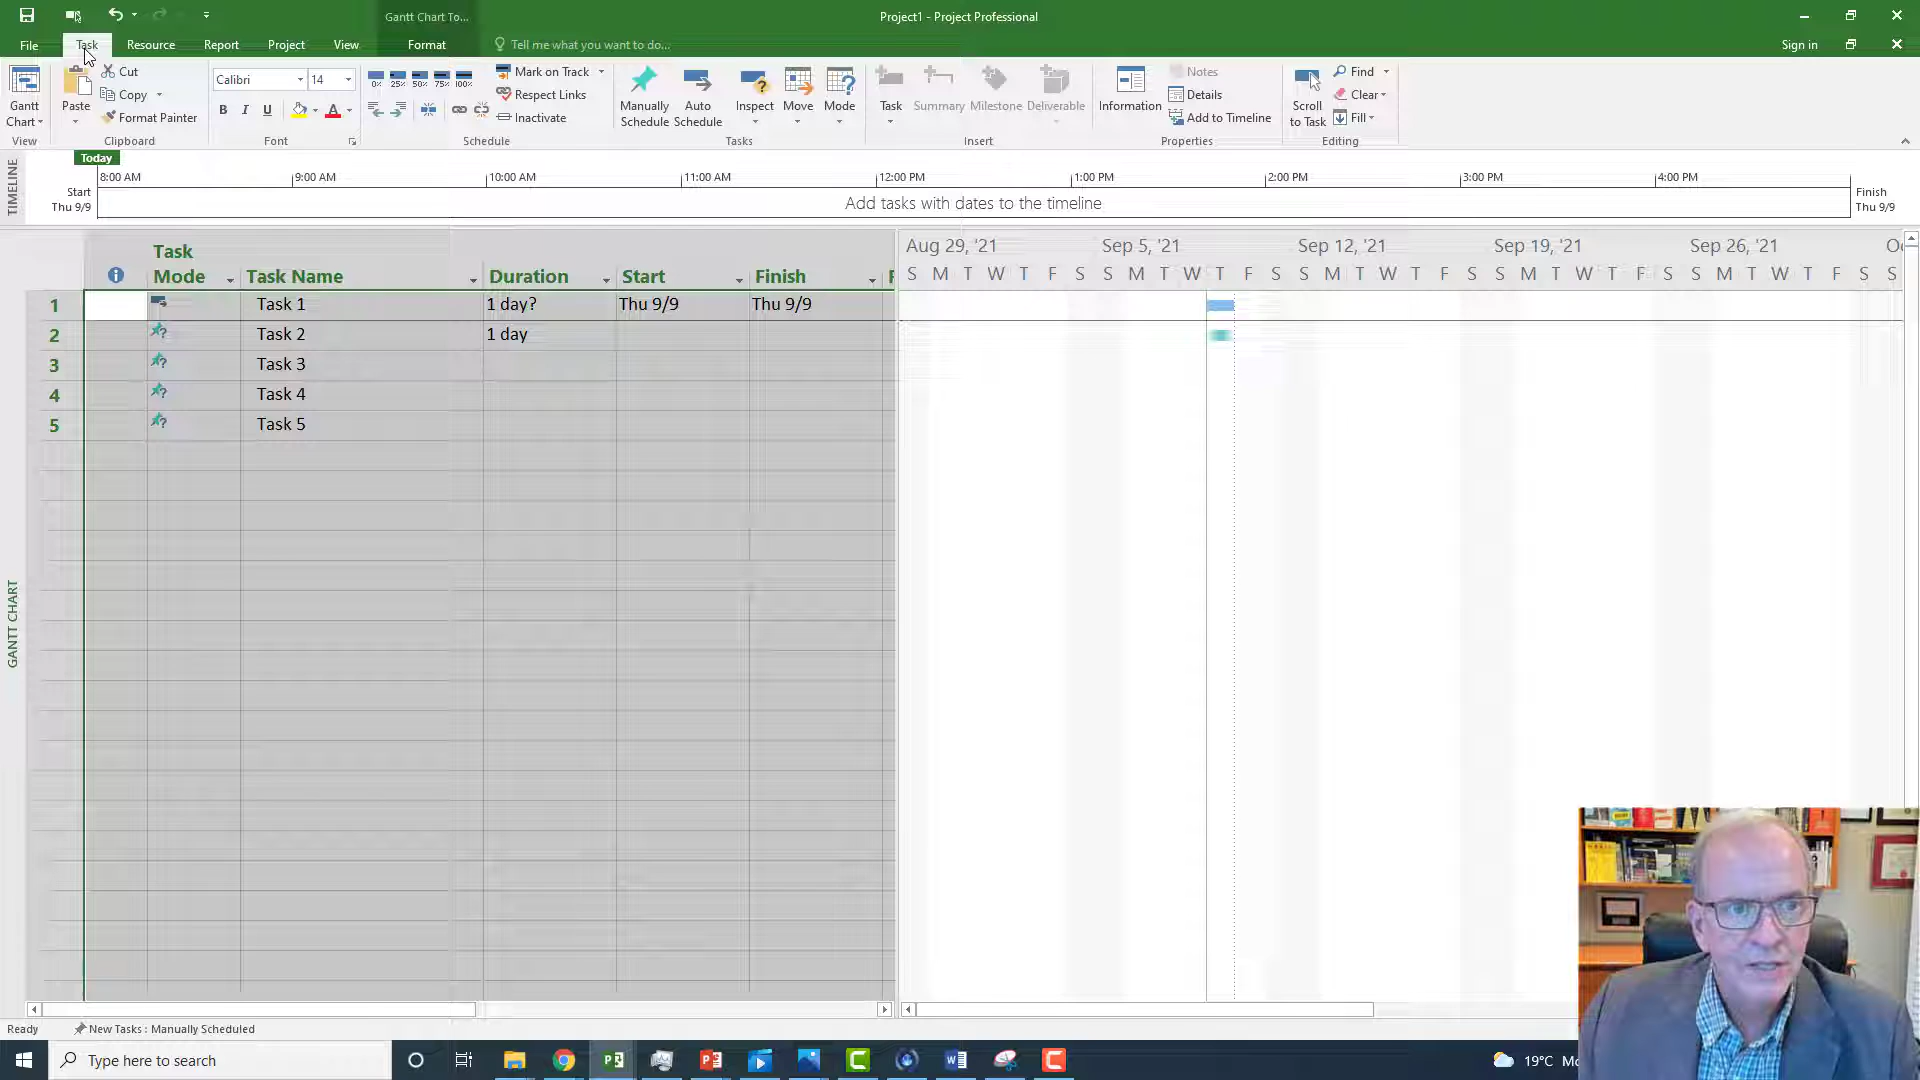 Gantt Chart To...
Project1 - Project Professional
File Task Resource Report Project View Format Tell me what you want to do... Sign in
Gantt Chart
View
Paste
Cut
Copy
Format Painter
Clipboard
Calibri 14
B I U A
Font
0% 25% 50% 75% 100%
Mark on Track
Respect Links
Inactivate
Schedule
Manually Schedule
Auto Schedule
Inspect
Move
Mode
Tasks
Task
Summary
Milestone
Deliverable
Insert
Information
Notes
Details
Add to Timeline
Properties
Scroll to Task
Find
Clear
Fill
Editing
TIMELINE
Today
8:00 AM 9:00 AM 10:00 AM 11:00 AM 12:00 PM 1:00 PM 2:00 PM 3:00 PM 4:00 PM
Start
Thu 9/9
Add tasks with dates to the timeline
Finish
Thu 9/9
GANTT CHART
Task Mode Task Name Duration Start Finish
1 Task 1 1 day? Thu 9/9 Thu 9/9
2 Task 2 1 day
3 Task 3
4 Task 4
5 Task 5
Aug 29, '21 Sep 5, '21 Sep 12, '21 Sep 19, '21 Sep 26, '21
S M T W T F S S M T W T F S S M T W T F S S M T W T F S S M T W T F S S
Ready New Tasks : Manually Scheduled
Type here to search
19°C